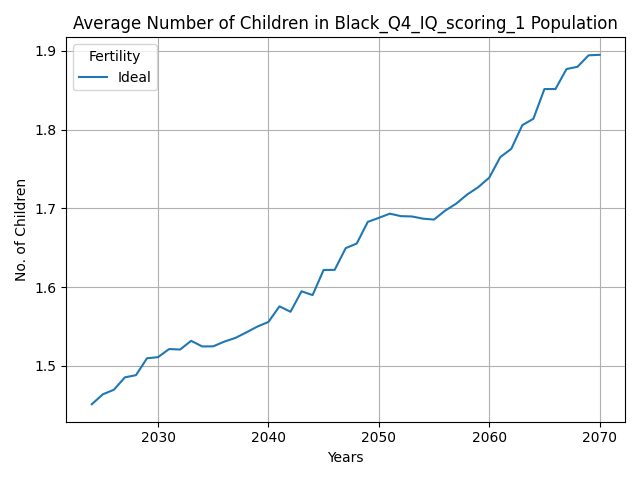 Average Number of Children in Black_Q4_IQ_scoring_1 Population
Fertility
Ideal
No. of Children
1.9
1.8
1.7
1.6
1.5
2030 2040 2050 2060 2070
Years